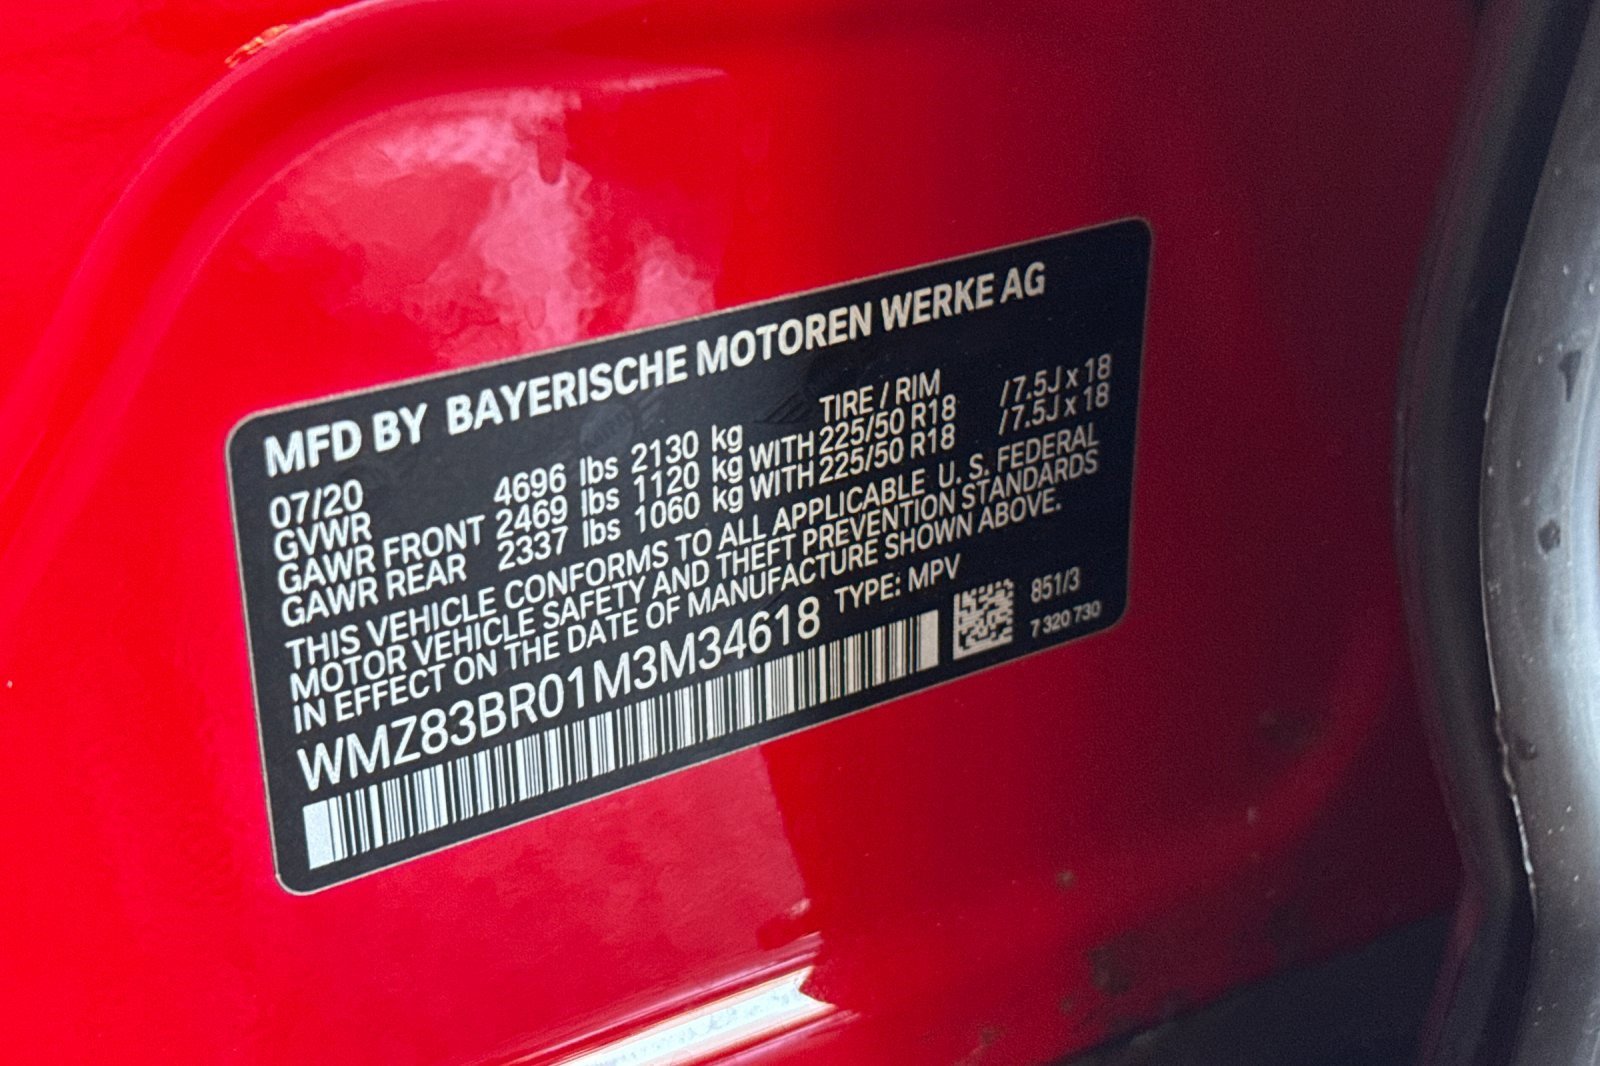 MFD BY BAYERISCHE MOTOREN WERKE AG
07/20 TIRE / RIM
GVWR 4696 lbs 2130 kg
GAWR FRONT 2469 lbs 1120 kg WITH 225/50 R18 /7.5J x 18
GAWR REAR 2337 lbs 1060 kg WITH 225/50 R18 /7.5J x 18
THIS VEHICLE CONFORMS TO ALL APPLICABLE U. S. FEDERAL
MOTOR VEHICLE SAFETY AND THEFT PREVENTION STANDARDS
IN EFFECT ON THE DATE OF MANUFACTURE SHOWN ABOVE.
WMZ83BR01M3M34618 TYPE: MPV
851/3
7 320 730